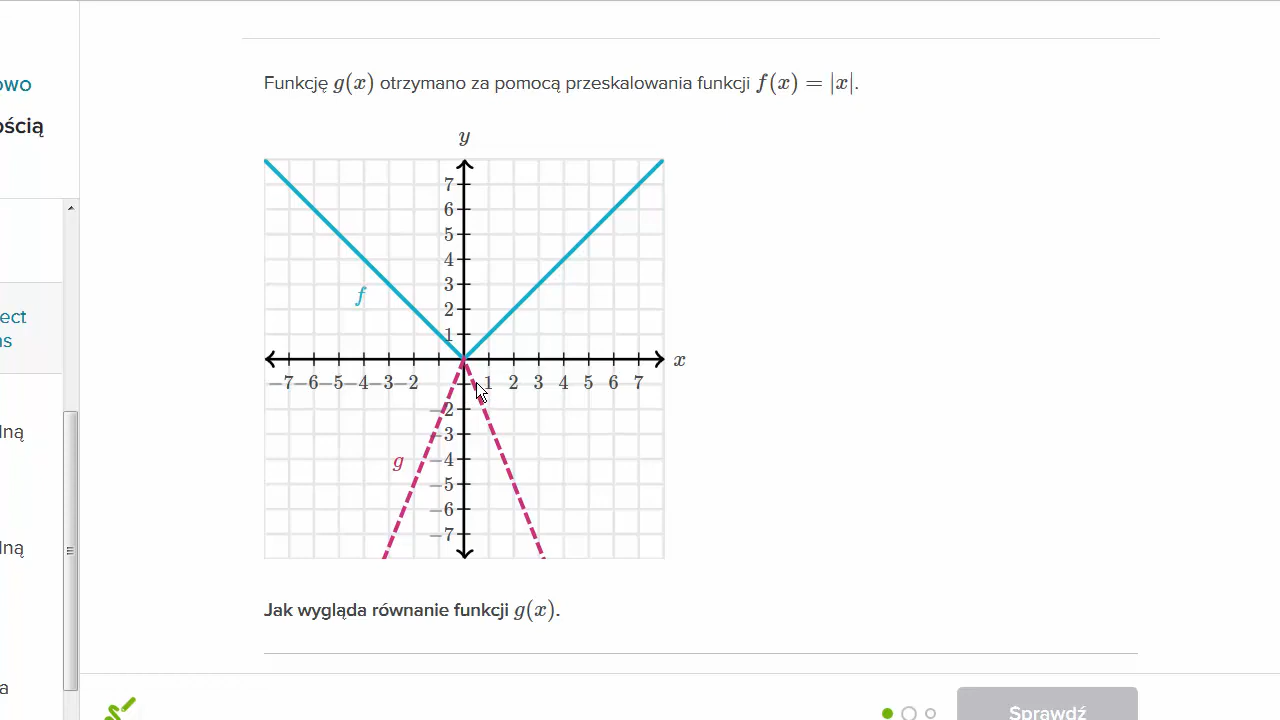 owo
ością
ect
ns
lną
lną
a
Funkcję g(x) otrzymano za pomocą przeskalowania funkcji f(x) = |x|.
y
7
6
5
4
3
2
1
f
x
−7 −6 −5 −4 −3 −2 1 2 3 4 5 6 7
−2
−3
g
−4
−5
−6
−7
Jak wygląda równanie funkcji g(x).
Sprawdź